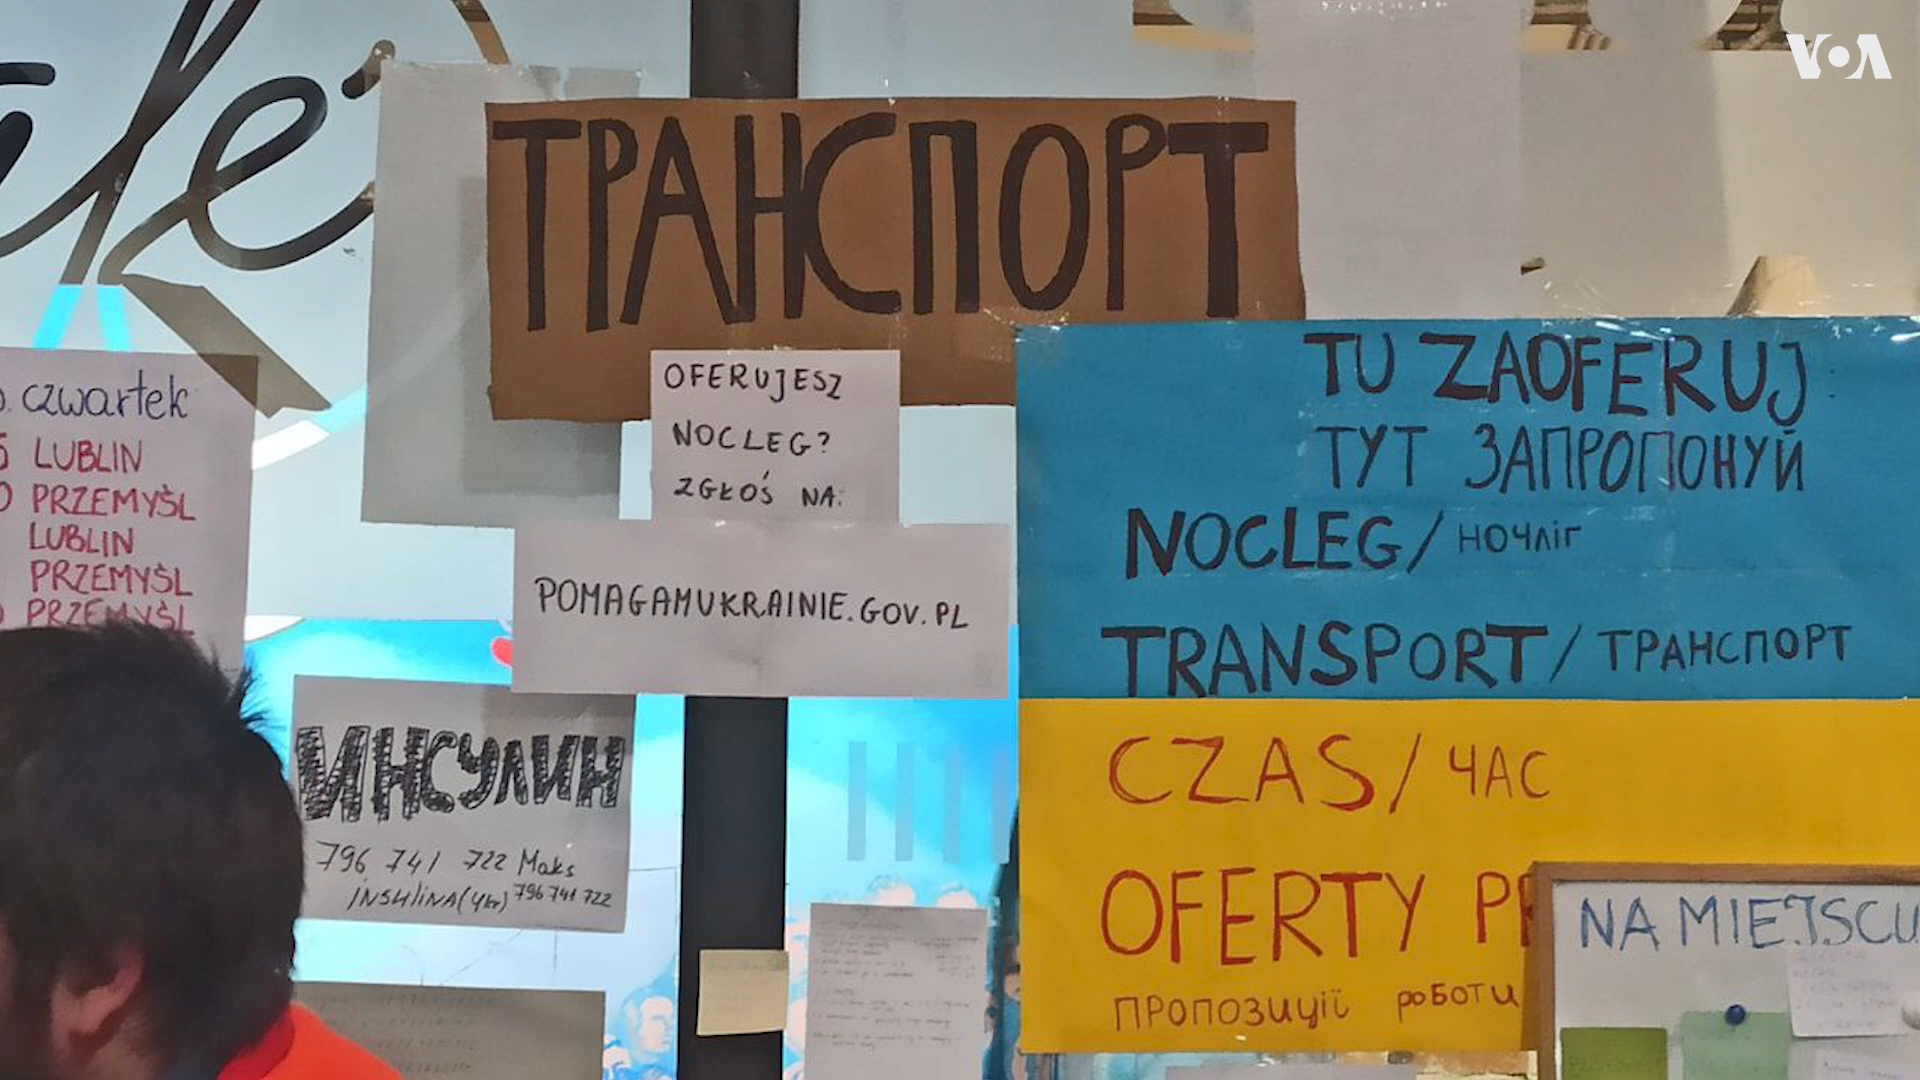 VOA
ТРАНСПОРТ
OFERUJESZ
NOCLEG?
ZGŁOŚ NA:
POMAGAMUKRAINIE.GOV.PL
czwartek
LUBLIN
PRZEMYŚL
LUBLIN
PRZEMYŚL
PRZEMYŚL
ИНСУЛИН
796 741 722 Maks
INSULINA (Ukr) 796 741 722
TU ZAOFERUJ
ТУТ ЗАПРОПОНУЙ
NOCLEG/ НОЧЛІГ
TRANSPORT/ ТРАНСПОРТ
CZAS/ ЧАС
OFERTY
ПРОПОЗИЦІЇ РОБОТИ
NA MIEJSCU